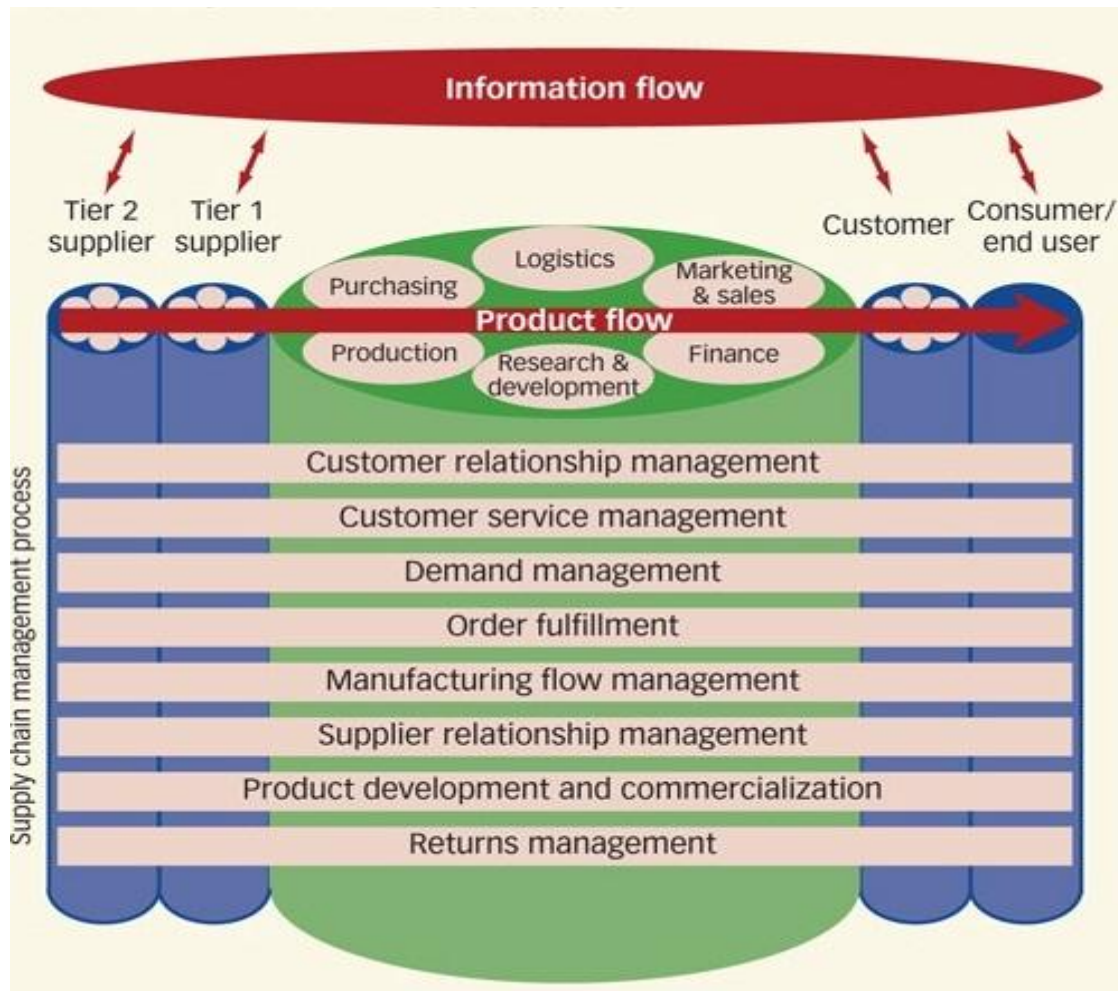 Information flow
Tier 2
supplier
Tier 1
supplier
Customer
Consumer/
end user
Logistics
Purchasing
Marketing
& sales
Product flow
Production
Research &
development
Finance
Supply chain management process
Customer relationship management
Customer service management
Demand management
Order fulfillment
Manufacturing flow management
Supplier relationship management
Product development and commercialization
Returns management